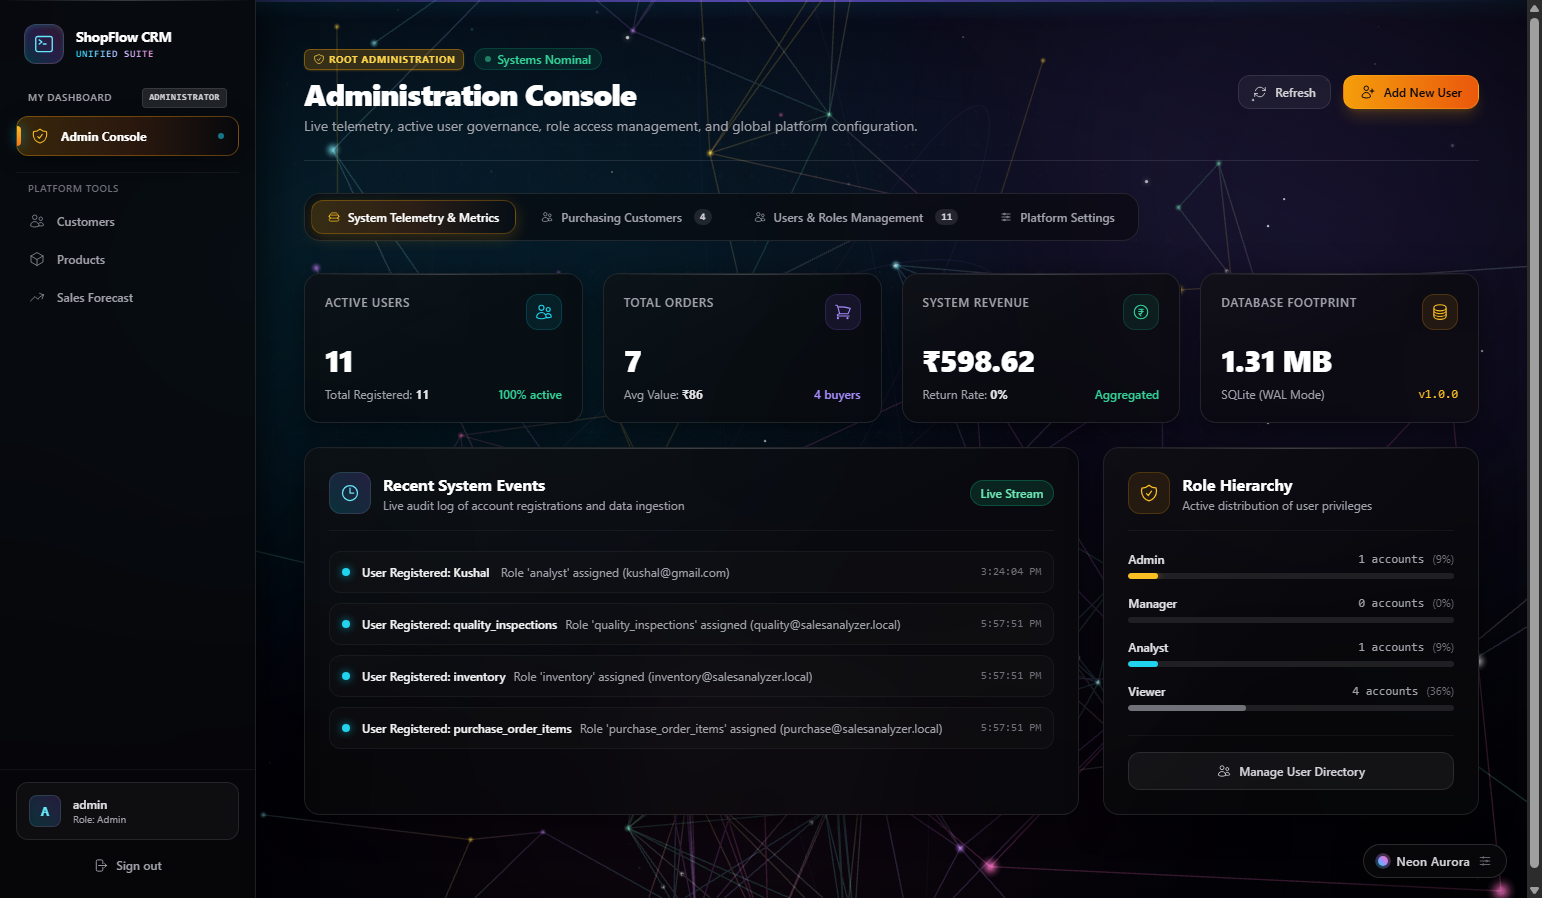 ShopFlow CRM
UNIFIED SUITE
MY DASHBOARD
ADMINISTRATOR
Admin Console
PLATFORM TOOLS
Customers
Products
Sales Forecast
admin
A
Role: Admin
Sign out
ROOT ADMINISTRATION
Systems Nominal
Administration Console
Live telemetry, active user governance, role access management, and global platform configuration.
Refresh
Add New User
System Telemetry & Metrics
Purchasing Customers 4
Users & Roles Management 11
Platform Settings
ACTIVE USERS
11
Total Registered: 11
100% active
TOTAL ORDERS
7
Avg Value: ₹86
4 buyers
SYSTEM REVENUE
₹
₹598.62
Return Rate: 0%
Aggregated
DATABASE FOOTPRINT
1.31 MB
SQLite (WAL Mode)
v1.0.0
Recent System Events
Live audit log of account registrations and data ingestion
Live Stream
User Registered: Kushal Role 'analyst' assigned (kushal@gmail.com) 3:24:04 PM
User Registered: quality_inspections Role 'quality_inspections' assigned (quality@salesanalyzer.local) 5:57:51 PM
User Registered: inventory Role 'inventory' assigned (inventory@salesanalyzer.local) 5:57:51 PM
User Registered: purchase_order_items Role 'purchase_order_items' assigned (purchase@salesanalyzer.local) 5:57:51 PM
Role Hierarchy
Active distribution of user privileges
Admin 1 accounts (9%)
Manager 0 accounts (0%)
Analyst 1 accounts (9%)
Viewer 4 accounts (36%)
Manage User Directory
Neon Aurora